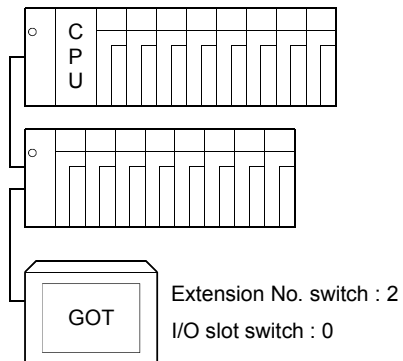 C
P
U
GOT
Extension No. switch : 2
I/O slot switch : 0